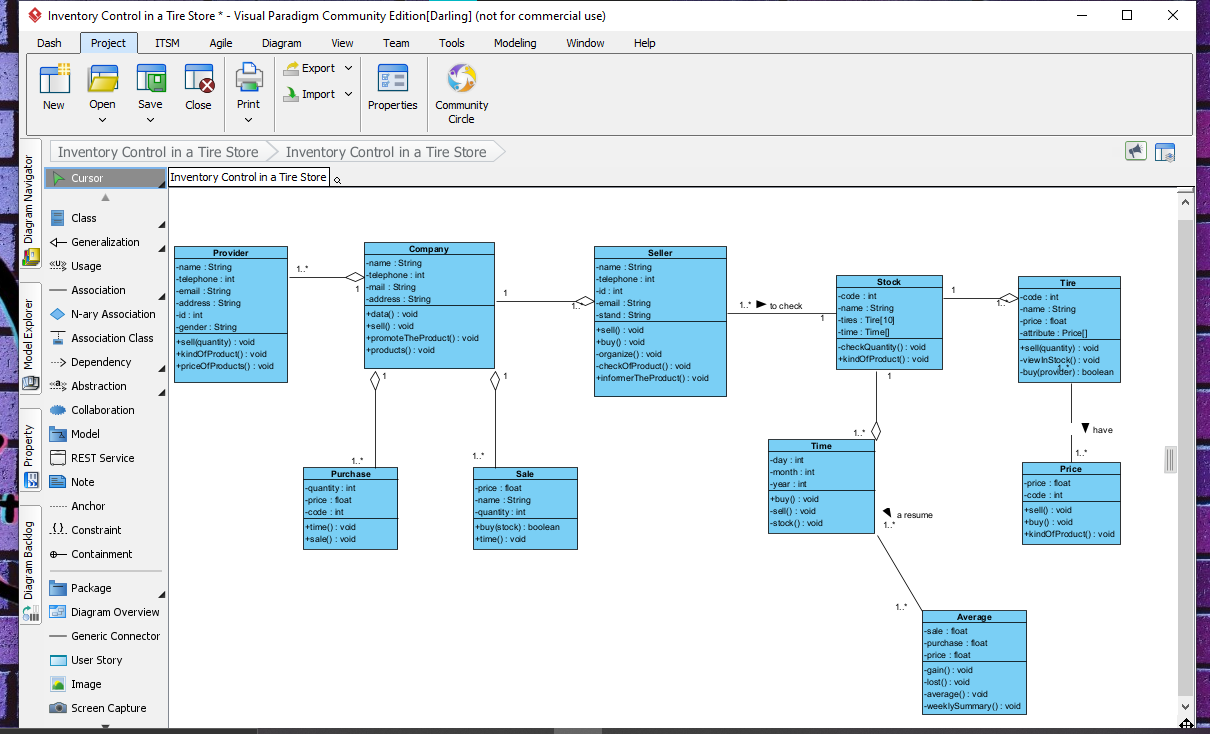 Inventory Control in a Tire Store * - Visual Paradigm Community Edition[Darling] (not for commercial use)
Dash Project ITSM Agile Diagram View Team Tools Modeling Window Help
New
Open
Save
Close
Print
Export
Import
Properties
Community
Circle
Inventory Control in a Tire Store
Inventory Control in a Tire Store
Diagram Navigator
Model Explorer
Property
Diagram Backlog
Cursor
Class
Generalization
Usage
Association
N-ary Association
Association Class
Dependency
Abstraction
Collaboration
Model
REST Service
Note
Anchor
Constraint
Containment
Package
Diagram Overview
Generic Connector
User Story
Image
Screen Capture
Inventory Control in a Tire Store
Provider
-name : String
-telephone : int
-email : String
-address : String
-id : int
-gender : String
+sell(quantity) : void
+kindOfProduct() : void
+priceOfProducts() : void
1..*
1
Company
-name : String
-telephone : int
-mail : String
-address : String
+data() : void
+sell() : void
+promoteTheProduct() : void
+products() : void
1
1..*
Seller
-name : String
-telephone : int
-id : int
-email : String
-stand : String
+sell() : void
+buy() : void
-organize() : void
-checkOfProduct() : void
+informerTheProduct() : void
1..*
to check
1
Stock
-code : int
-name : String
-tires : Tire[10]
-time : Time[]
-checkQuantity() : void
+kindOfProduct() : void
1
1..*
Tire
-code : int
-name : String
-price : float
-attribute : Price[]
+sell(quantity) : void
-viewInStock() : void
-buy(provider) : boolean
1..*
have
1..*
Price
-price : float
-code : int
+sell() : void
+buy() : void
+kindOfProduct() : void
1
1..*
Purchase
-quantity : int
-price : float
-code : int
+time() : void
+sale() : void
1
1..*
Sale
-price : float
-name : String
-quantity : int
+buy(stock) : boolean
+time() : void
1
1..*
Time
-day : int
-month : int
-year : int
+buy() : void
-sell() : void
-stock() : void
a resume
1..*
1..*
Average
-sale : float
-purchase : float
-price : float
-gain() : void
-lost() : void
-average() : void
-weeklySummary() : void